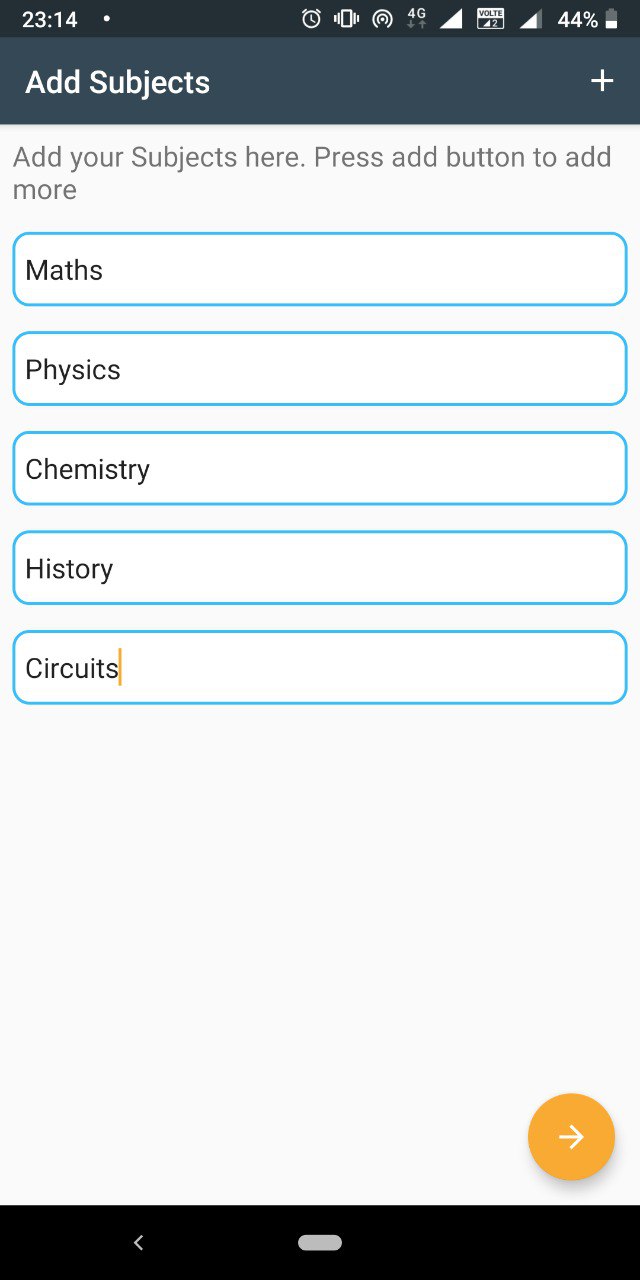 23:14 4G VOLTE 2 44%
Add Subjects
Add your Subjects here. Press add button to add
more
Maths
Physics
Chemistry
History
Circuits